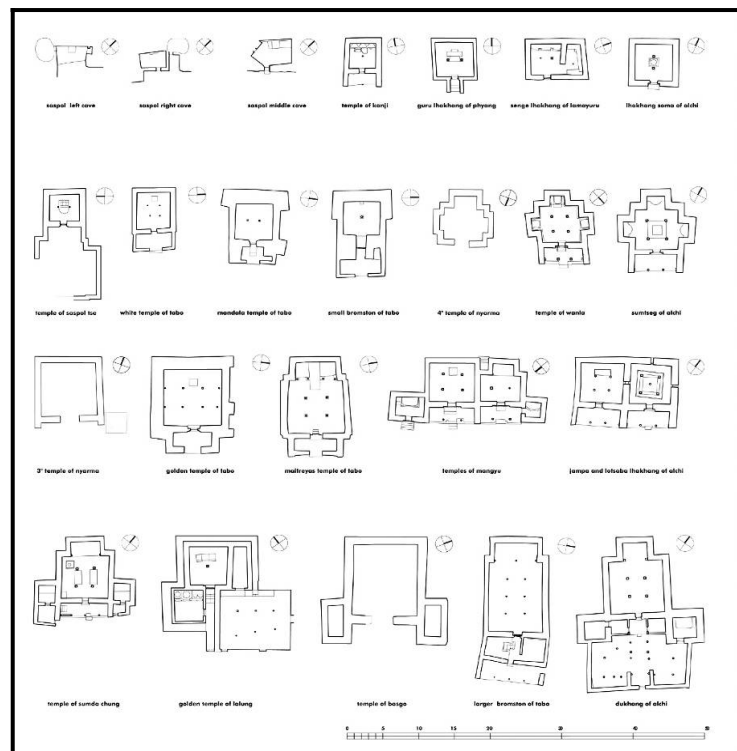 saspol left cave
saspol right cave
saspol middle cave
temple of kanji
guru lhakhang of phyang
senge lhakhang of lamayuru
lhakhang soma of alchi
temple of saspol tsa
white temple of tabo
mandala temple of tabo
small bromston of tabo
4° temple of nyarma
temple of wanla
sumtseg of alchi
3° temple of nyarma
golden temple of tabo
maitreyas temple of tabo
temples of mangyu
jampa and lotsaba lhakhang of alchi
temple of sumda chung
golden temple of lalung
temple of basgo
larger bromston of tabo
dukhang of alchi
0 5 10 15 20 30 40 50